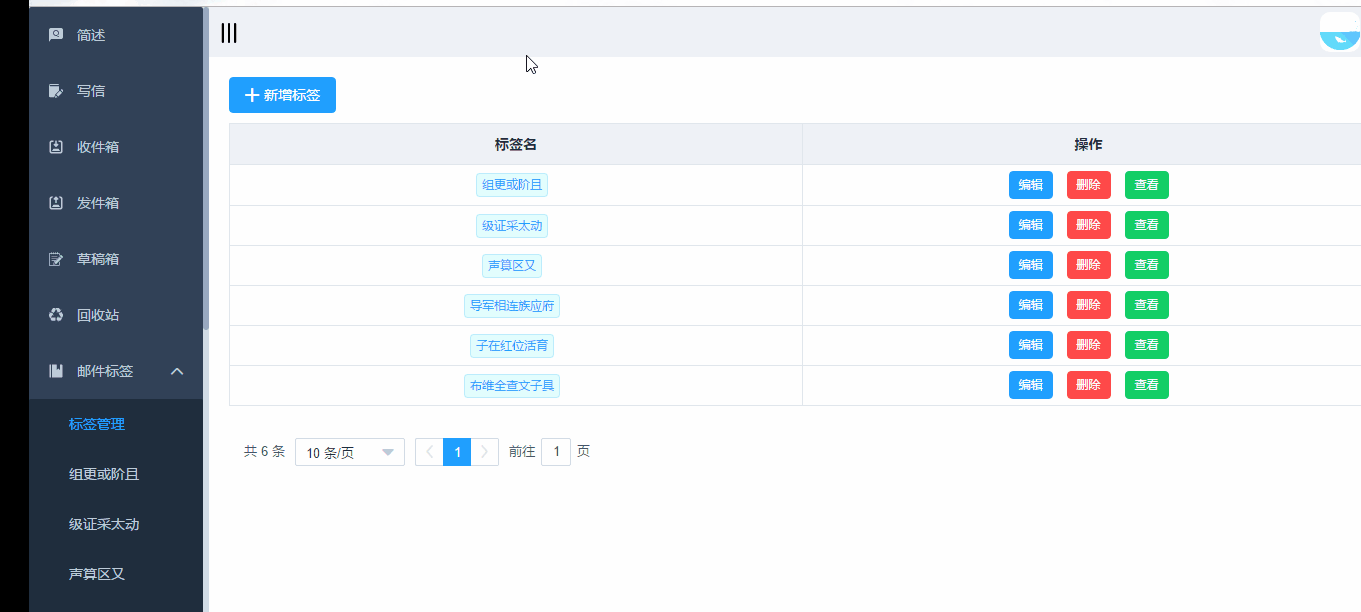 简述
写信
收件箱
发件箱
草稿箱
回收站
邮件标签
标签管理
组更或阶且
级证采太动
声算区又
新增标签
标签名 操作
组更或阶且 编辑 删除 查看
级证采太动 编辑 删除 查看
声算区又 编辑 删除 查看
导军相连族应府 编辑 删除 查看
子在红位活育 编辑 删除 查看
布维全查文子具 编辑 删除 查看
共 6 条 10 条/页 1 前往 1 页